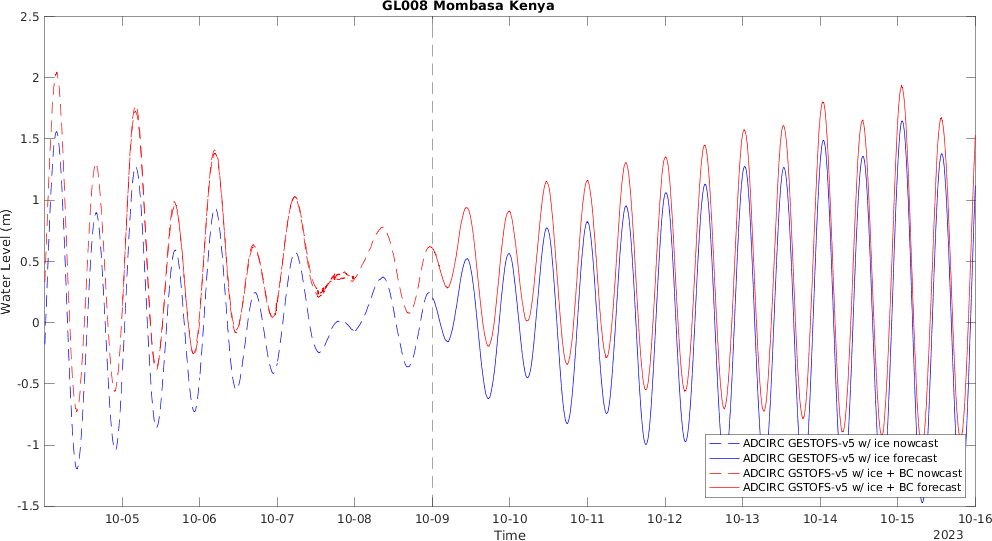 GL008 Mombasa Kenya
2.5
2
1.5
1
0.5
0
-0.5
-1
-1.5
Water Level (m)
ADCIRC GESTOFS-v5 w/ ice nowcast
ADCIRC GESTOFS-v5 w/ ice forecast
ADCIRC GSTOFS-v5 w/ ice + BC nowcast
ADCIRC GSTOFS-v5 w/ ice + BC forecast
10-05 10-06 10-07 10-08 10-09 10-10 10-11 10-12 10-13 10-14 10-15 10-16
Time
2023